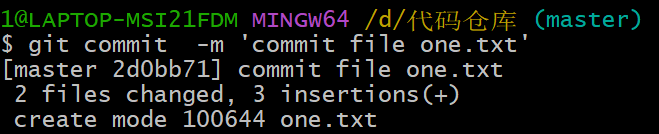 1@LAPTOP-MSI21FDM MINGW64 /d/代码仓库 (master)
$ git commit  -m 'commit file one.txt'
[master 2d0bb71] commit file one.txt
 2 files changed, 3 insertions(+)
 create mode 100644 one.txt